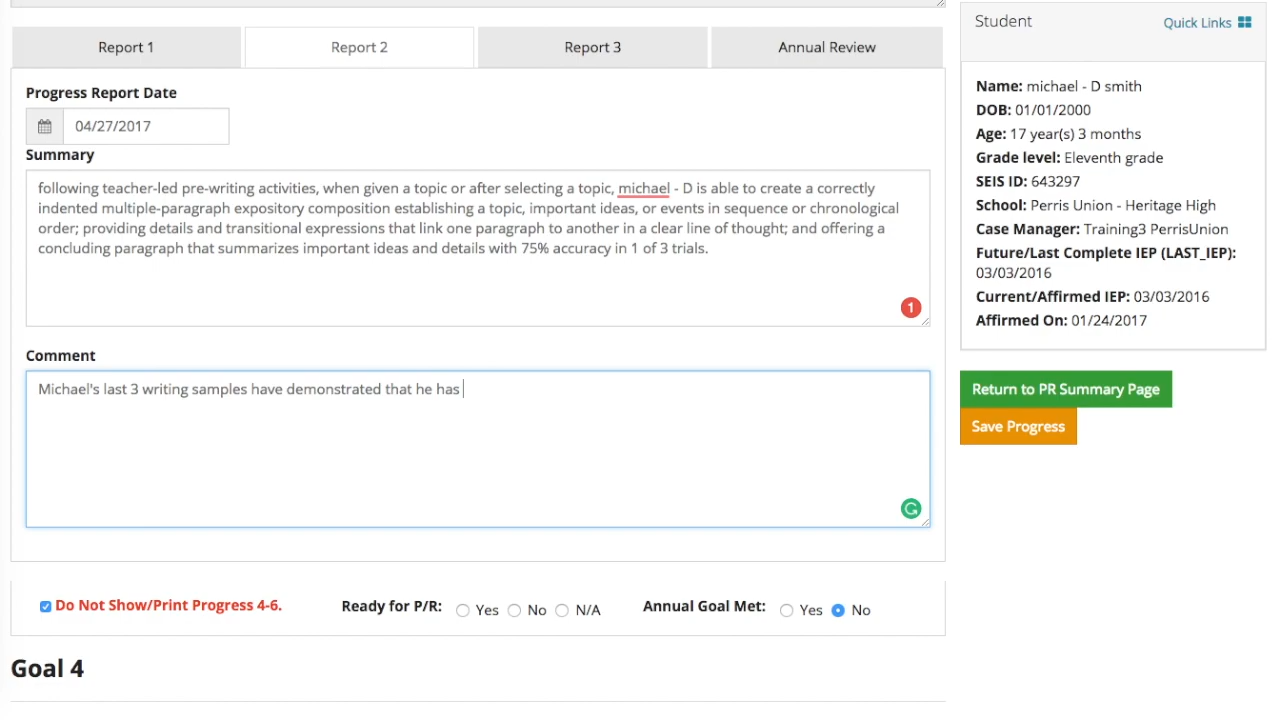 Report 1
Report 2
Report 3
Annual Review
Progress Report Date
04/27/2017
Summary
following teacher-led pre-writing activities, when given a topic or after selecting a topic, michael - D is able to create a correctly
indented multiple-paragraph expository composition establishing a topic, important ideas, or events in sequence or chronological
order; providing details and transitional expressions that link one paragraph to another in a clear line of thought; and offering a
concluding paragraph that summarizes important ideas and details with 75% accuracy in 1 of 3 trials.
1
Comment
Michael's last 3 writing samples have demonstrated that he has
Do Not Show/Print Progress 4-6.
Ready for P/R: Yes No N/A
Annual Goal Met: Yes No
Goal 4
Student
Quick Links
Name: michael - D smith
DOB: 01/01/2000
Age: 17 year(s) 3 months
Grade level: Eleventh grade
SEIS ID: 643297
School: Perris Union - Heritage High
Case Manager: Training3 PerrisUnion
Future/Last Complete IEP (LAST_IEP):
03/03/2016
Current/Affirmed IEP: 03/03/2016
Affirmed On: 01/24/2017
Return to PR Summary Page
Save Progress